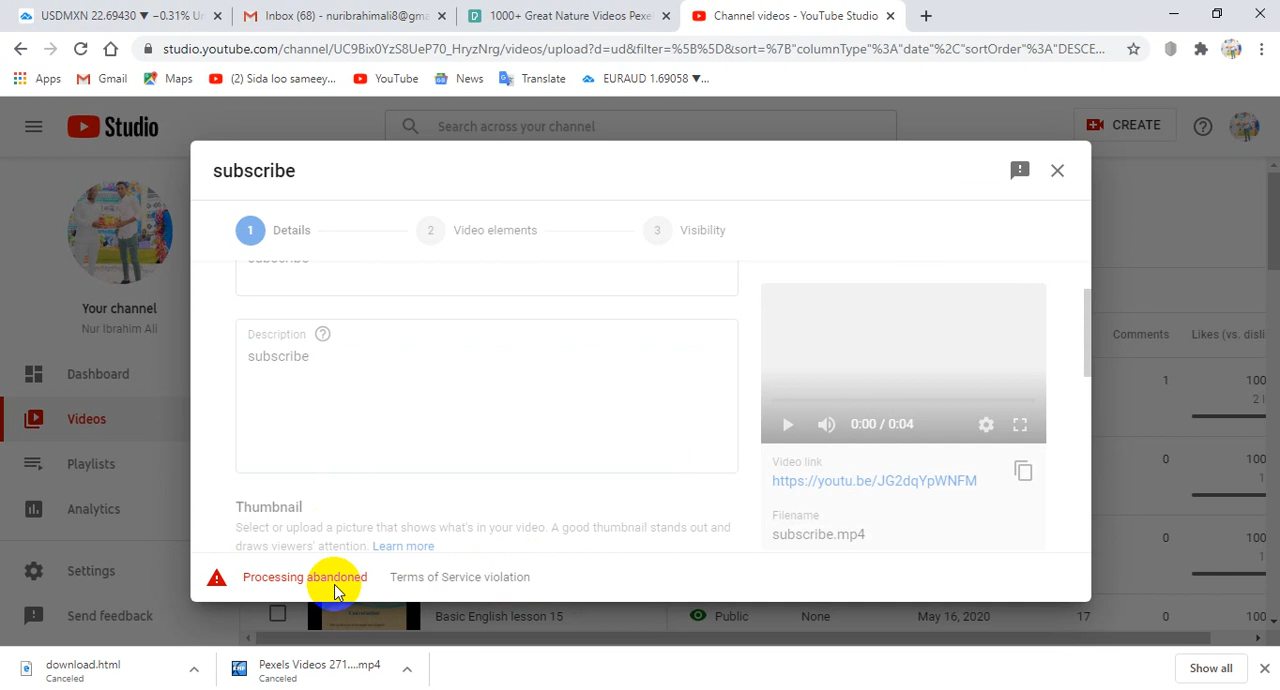 USDMXN 22.69430 ▼ −0.31% U
Inbox (68) - nuribrahimali8@gma
1000+ Great Nature Videos Pexel
Channel videos - YouTube Studio
studio.youtube.com/channel/UC9Bix0YzS8UeP70_HryzNrg/videos/upload?d=ud&filter=%5B%5D&sort=%7B"columnType"%3A"date"%2C"sortOrder"%3A"DESCE...
Apps
Gmail
Maps
(2) Sida loo sameey...
YouTube
News
Translate
EURAUD 1.69058 ▼...
Studio
Search across your channel
CREATE
subscribe
1 Details
2 Video elements
3 Visibility
Your channel
Nur Ibrahim Ali
Dashboard
Videos
Playlists
Analytics
Settings
Send feedback
Description
subscribe
0:00 / 0:04
Video link
https://youtu.be/JG2dqYpWNFM
Filename
subscribe.mp4
Thumbnail
Select or upload a picture that shows what's in your video. A good thumbnail stands out and
draws viewers' attention. Learn more
Processing abandoned Terms of Service violation
Comments Likes (vs. disli
1 100
0 100
0 100
Basic English lesson 15 Public None May 16, 2020 17 0 100
download.html
Canceled
Pexels Videos 271....mp4
Canceled
Show all